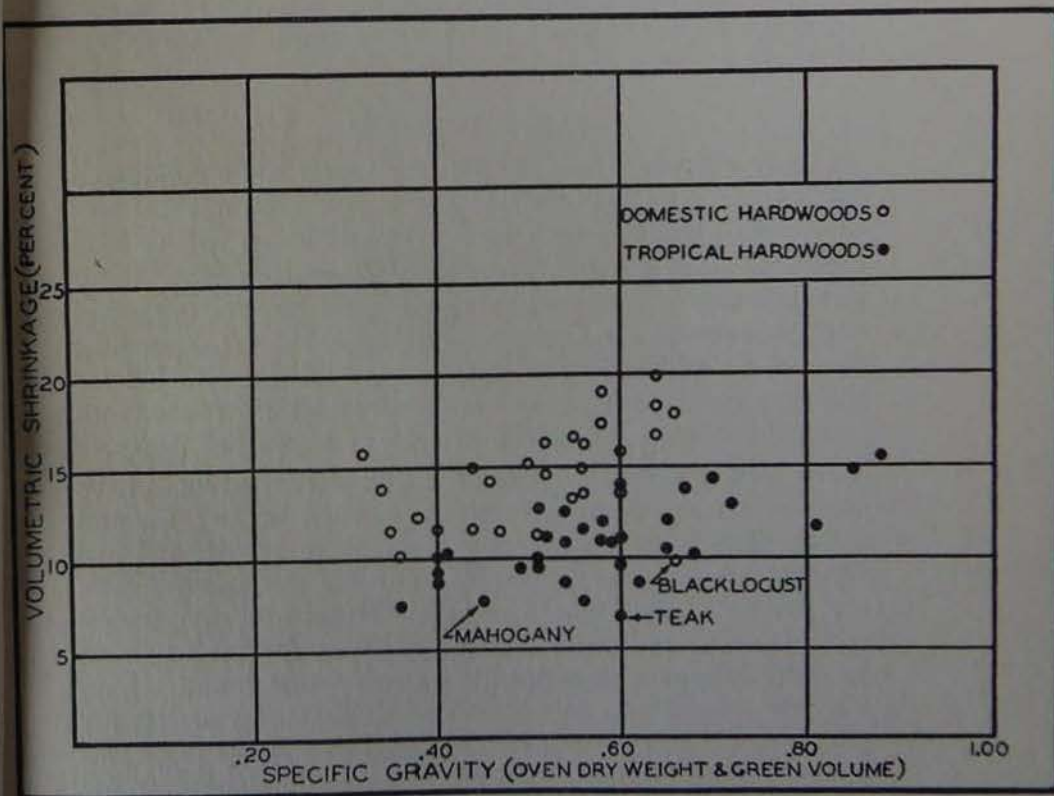 VOLUMETRIC SHRINKAGE (PER CENT)
DOMESTIC HARDWOODS
TROPICAL HARDWOODS
25
20
15
10
5
BLACKLOCUST
TEAK
MAHOGANY
.20 .40 .60 .80 1.00
SPECIFIC GRAVITY (OVEN DRY WEIGHT & GREEN VOLUME)